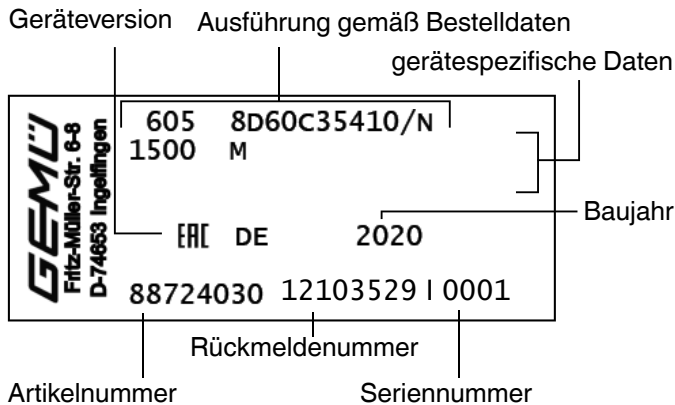 Geräteversion
Ausführung gemäß Bestelldaten
gerätespezifische Daten
GEMÜ
Fritz-Müller-Str. 6-8
D-74653 Ingelfingen
605 8D60C35410/N
1500 M
EAC DE 2020
Baujahr
88724030 12103529 I 0001
Rückmeldenummer
Artikelnummer
Seriennummer